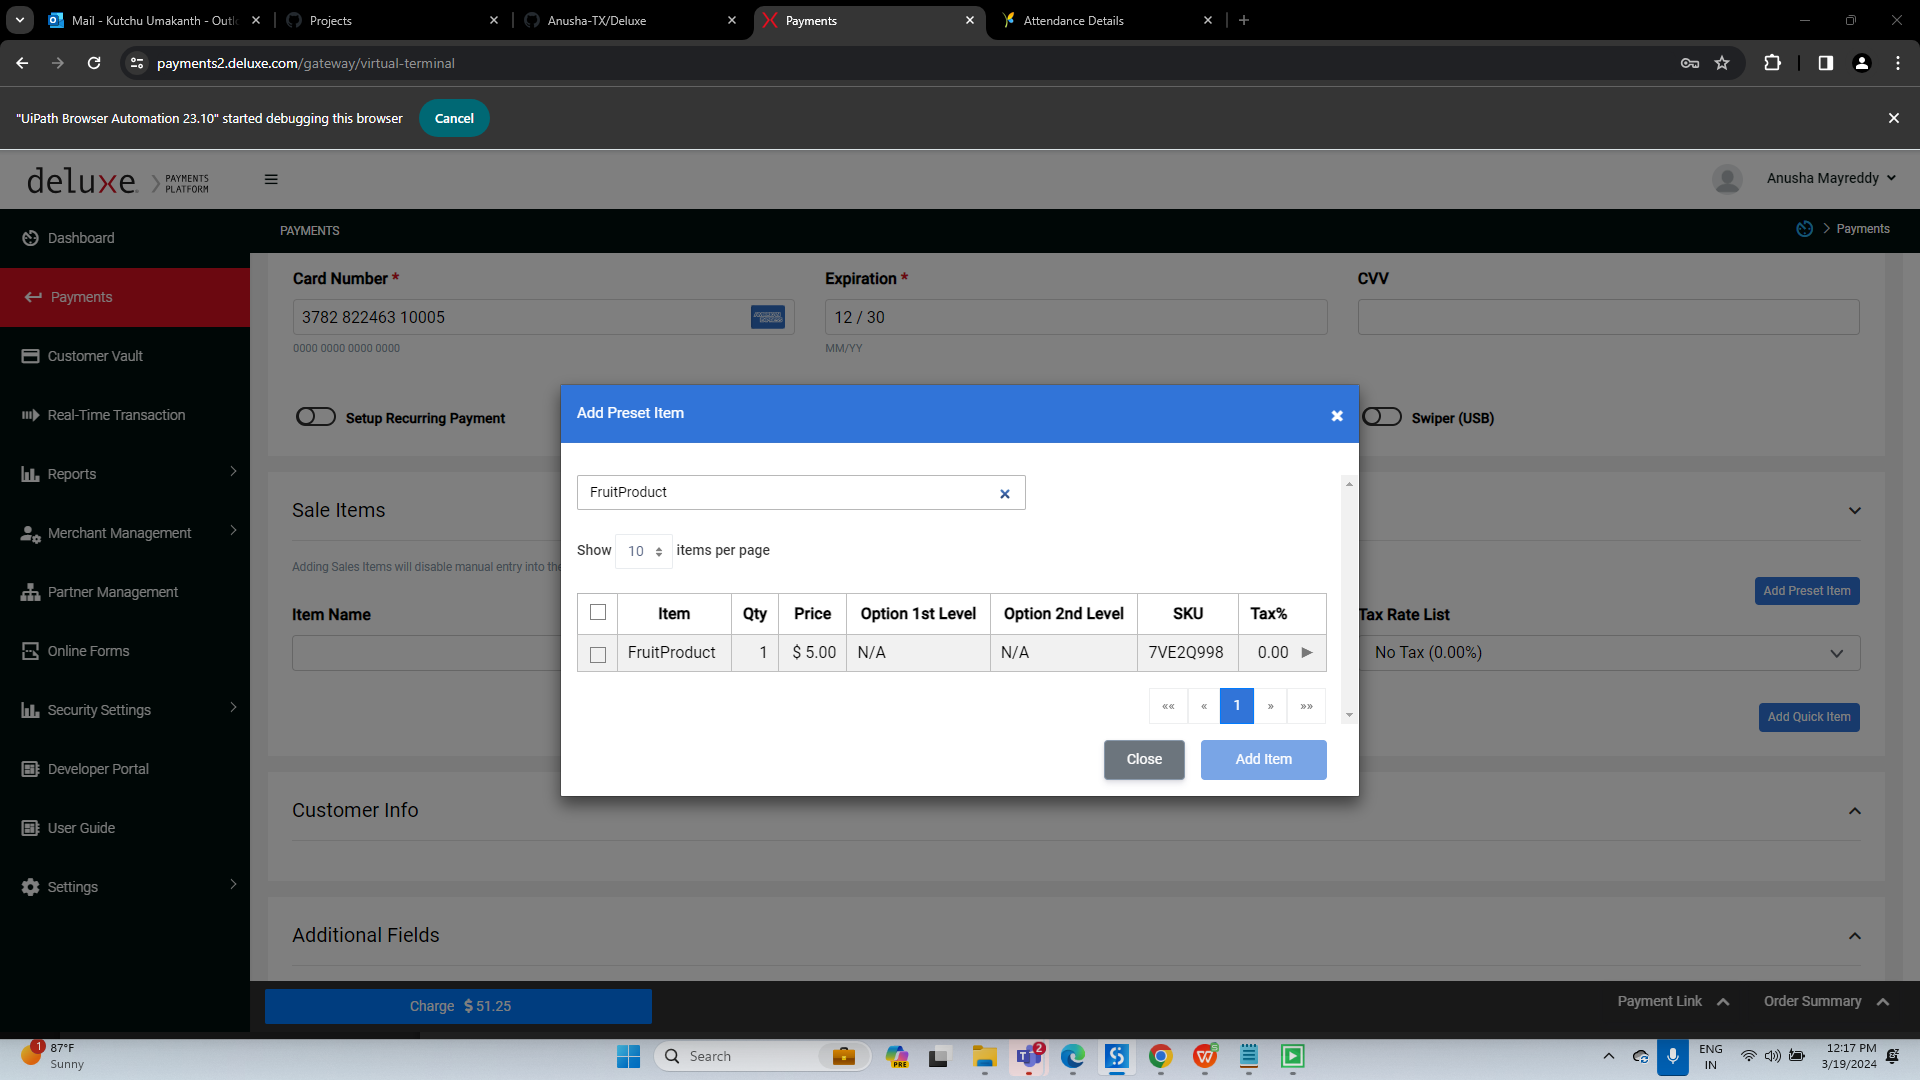 Mail - Kutchu Umakanth - Outl
Projects
Anusha-TX/Deluxe
Payments
Attendance Details
payments2.deluxe.com/gateway/virtual-terminal
"UiPath Browser Automation 23.10" started debugging this browser
Cancel
deluxe. PAYMENTS PLATFORM
Anusha Mayreddy
Dashboard
PAYMENTS
Payments
Payments
Customer Vault
Real-Time Transaction
Reports
Merchant Management
Partner Management
Online Forms
Security Settings
Developer Portal
User Guide
Settings
Card Number *
Expiration *
CVV
3782 822463 10005
12 / 30
0000 0000 0000 0000
MM/YY
Setup Recurring Payment
Swiper (USB)
Sale Items
Adding Sales Items will disable manual entry into the
Add Preset Item
Item Name
Tax Rate List
No Tax (0.00%)
Add Quick Item
Add Preset Item
FruitProduct
Show 10 items per page
Item Qty Price Option 1st Level Option 2nd Level SKU Tax%
FruitProduct 1 $ 5.00 N/A N/A 7VE2Q998 0.00
«« « 1 » »»
Close
Add Item
Customer Info
Additional Fields
Charge $ 51.25
Payment Link
Order Summary
1
87°F
Sunny
Search
PRE
2
ENG
IN
12:17 PM
3/19/2024